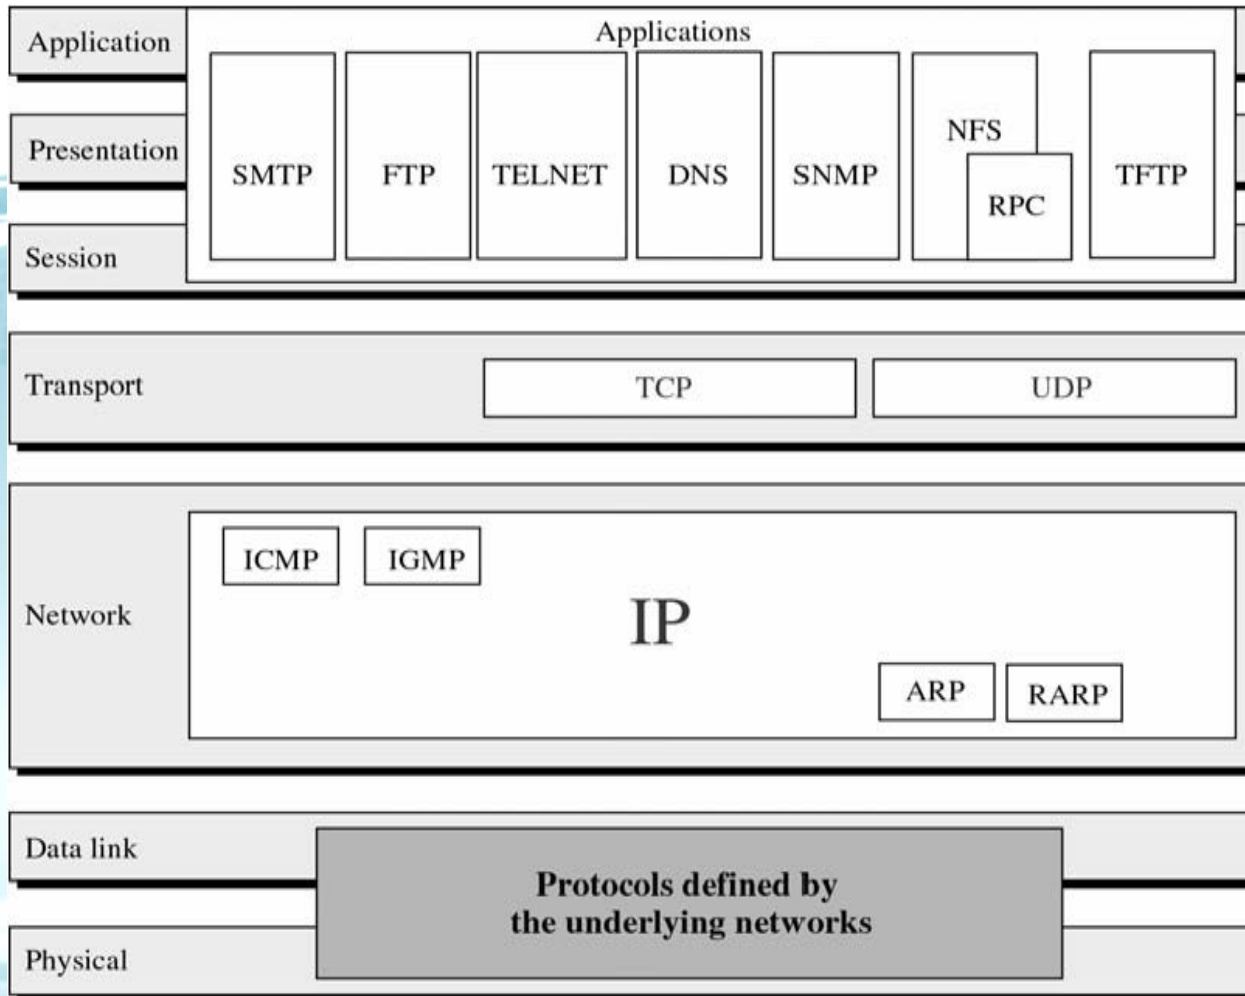 Application
Applications
Presentation
SMTP
FTP
TELNET
DNS
SNMP
NFS
RPC
TFTP
Session
Transport
TCP
UDP
Network
ICMP
IGMP
IP
ARP
RARP
Data link
Protocols defined by
the underlying networks
Physical